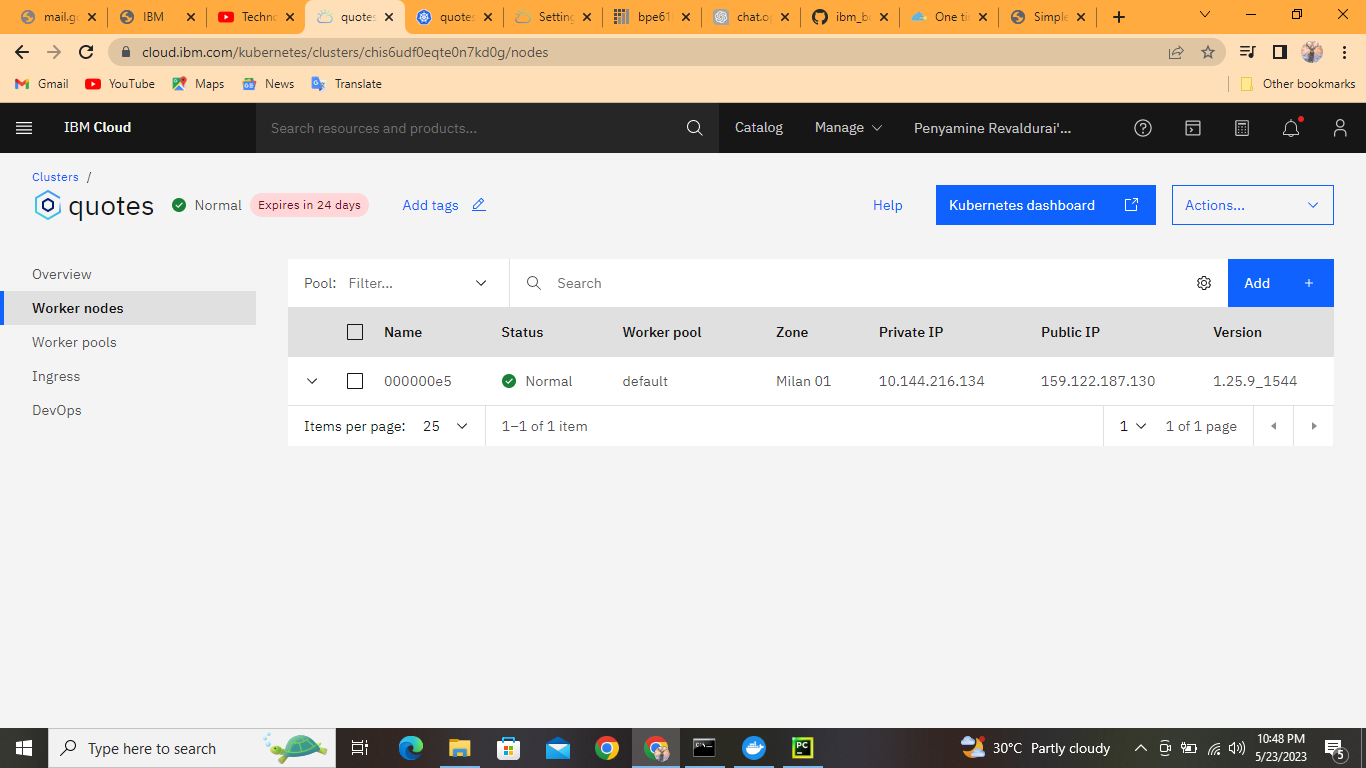 mail.g
IBM
Techno
quotes
quotes
Setting
bpe61
chat.op
ibm_b
One ti
Simple
cloud.ibm.com/kubernetes/clusters/chis6udf0eqte0n7kd0g/nodes
Gmail YouTube Maps News Translate Other bookmarks
IBM Cloud Search resources and products... Catalog Manage Penyamine Revaldurai'...
Clusters /
quotes Normal Expires in 24 days Add tags Help Kubernetes dashboard Actions...
Overview
Worker nodes
Worker pools
Ingress
DevOps
Pool: Filter... Search Add +
Name Status Worker pool Zone Private IP Public IP Version
000000e5 Normal default Milan 01 10.144.216.134 159.122.187.130 1.25.9_1544
Items per page: 25 1–1 of 1 item 1 1 of 1 page
Type here to search
PC
30°C Partly cloudy
10:48 PM
5/23/2023
5